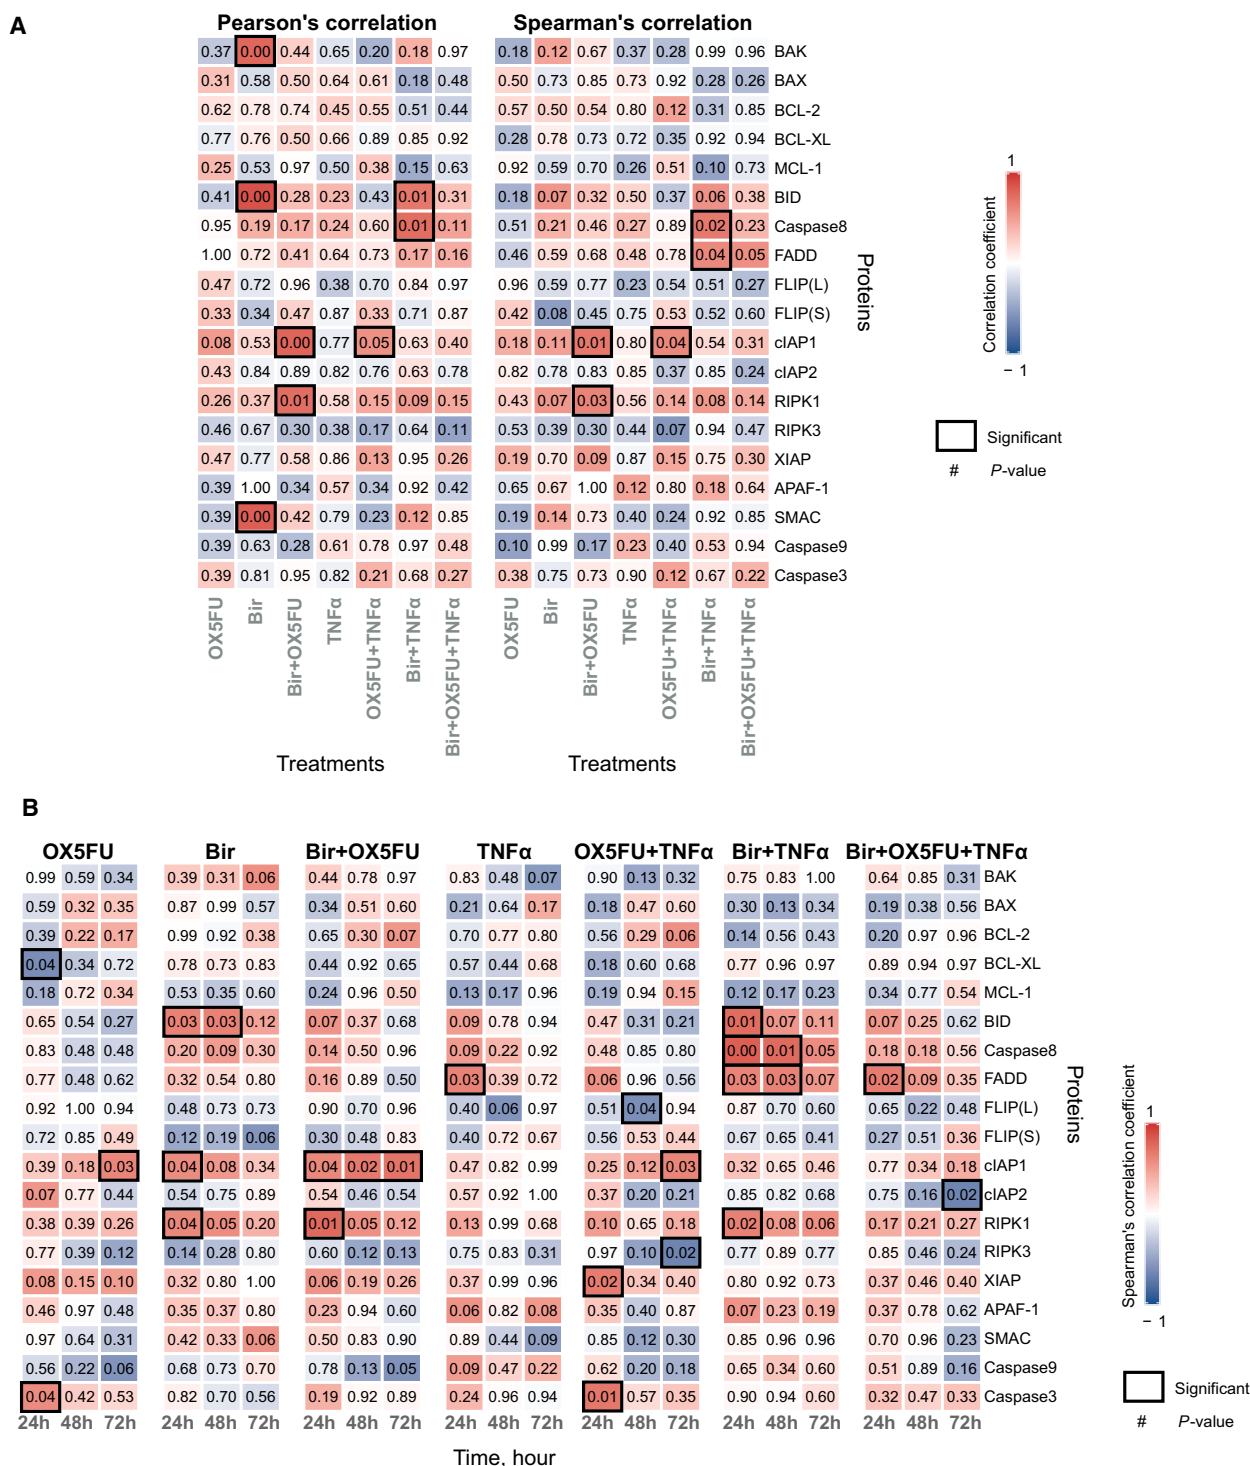 A
Pearson's correlation Spearman's correlation
0.37 0.00 0.44 0.65 0.20 0.18 0.97 0.18 0.12 0.67 0.37 0.28 0.99 0.96 BAK
0.31 0.58 0.50 0.64 0.61 0.18 0.48 0.50 0.73 0.85 0.73 0.92 0.28 0.26 BAX
0.62 0.78 0.74 0.45 0.55 0.51 0.44 0.57 0.50 0.54 0.80 0.12 0.31 0.85 BCL-2
0.77 0.76 0.50 0.66 0.89 0.85 0.92 0.28 0.78 0.73 0.72 0.35 0.92 0.94 BCL-XL
0.25 0.53 0.97 0.50 0.38 0.15 0.63 0.92 0.59 0.70 0.26 0.51 0.10 0.73 MCL-1
0.41 0.00 0.28 0.23 0.43 0.01 0.31 0.18 0.07 0.32 0.50 0.37 0.06 0.38 BID
0.95 0.19 0.17 0.24 0.60 0.01 0.11 0.51 0.21 0.46 0.27 0.89 0.02 0.23 Caspase8
1.00 0.72 0.41 0.64 0.73 0.17 0.16 0.46 0.59 0.68 0.48 0.78 0.04 0.05 FADD
0.47 0.72 0.96 0.38 0.70 0.84 0.97 0.96 0.59 0.77 0.23 0.54 0.51 0.27 FLIP(L)
0.33 0.34 0.47 0.87 0.33 0.71 0.87 0.42 0.08 0.45 0.75 0.53 0.52 0.60 FLIP(S)
0.08 0.53 0.00 0.77 0.05 0.63 0.40 0.18 0.11 0.01 0.80 0.04 0.54 0.31 cIAP1
0.43 0.84 0.89 0.82 0.76 0.63 0.78 0.82 0.78 0.83 0.85 0.37 0.85 0.24 cIAP2
0.26 0.37 0.01 0.58 0.15 0.09 0.15 0.43 0.07 0.03 0.56 0.14 0.08 0.14 RIPK1
0.46 0.67 0.30 0.38 0.17 0.64 0.11 0.53 0.39 0.30 0.44 0.07 0.94 0.47 RIPK3
0.47 0.77 0.58 0.86 0.13 0.95 0.26 0.19 0.70 0.09 0.87 0.15 0.75 0.30 XIAP
0.39 1.00 0.34 0.57 0.34 0.92 0.42 0.65 0.67 1.00 0.12 0.80 0.18 0.64 APAF-1
0.39 0.00 0.42 0.79 0.23 0.12 0.85 0.19 0.14 0.73 0.40 0.24 0.92 0.85 SMAC
0.39 0.63 0.28 0.61 0.78 0.97 0.48 0.10 0.99 0.17 0.23 0.40 0.53 0.94 Caspase9
0.39 0.81 0.95 0.82 0.21 0.68 0.27 0.38 0.75 0.73 0.90 0.12 0.67 0.22 Caspase3
OX5FU Bir Bir+OX5FU TNFα OX5FU+TNFα Bir+TNFα Bir+OX5FU+TNFα OX5FU Bir Bir+OX5FU TNFα OX5FU+TNFα Bir+TNFα Bir+OX5FU+TNFα
Treatments Treatments
Proteins
Correlation coefficient
1
− 1
Significant
# P-value
B
OX5FU Bir Bir+OX5FU TNFα OX5FU+TNFα Bir+TNFα Bir+OX5FU+TNFα
0.99 0.59 0.34 0.39 0.31 0.06 0.44 0.78 0.97 0.83 0.48 0.07 0.90 0.13 0.32 0.75 0.83 1.00 0.64 0.85 0.31 BAK
0.59 0.32 0.35 0.87 0.99 0.57 0.34 0.51 0.60 0.21 0.64 0.17 0.18 0.47 0.60 0.30 0.13 0.34 0.19 0.38 0.56 BAX
0.39 0.22 0.17 0.99 0.92 0.38 0.65 0.30 0.07 0.70 0.77 0.80 0.56 0.29 0.06 0.14 0.56 0.43 0.20 0.97 0.96 BCL-2
0.04 0.34 0.72 0.78 0.73 0.83 0.44 0.92 0.65 0.57 0.44 0.68 0.18 0.60 0.68 0.77 0.96 0.97 0.89 0.94 0.97 BCL-XL
0.18 0.72 0.34 0.53 0.35 0.60 0.24 0.96 0.50 0.13 0.17 0.96 0.19 0.94 0.15 0.12 0.17 0.23 0.34 0.77 0.54 MCL-1
0.65 0.54 0.27 0.03 0.03 0.12 0.07 0.37 0.68 0.09 0.78 0.94 0.47 0.31 0.21 0.01 0.07 0.11 0.07 0.25 0.62 BID
0.83 0.48 0.48 0.20 0.09 0.30 0.14 0.50 0.96 0.09 0.22 0.92 0.48 0.85 0.80 0.00 0.01 0.05 0.18 0.18 0.56 Caspase8
0.77 0.48 0.62 0.32 0.54 0.80 0.16 0.89 0.50 0.03 0.39 0.72 0.06 0.96 0.56 0.03 0.03 0.07 0.02 0.09 0.35 FADD
0.92 1.00 0.94 0.48 0.73 0.73 0.90 0.70 0.96 0.40 0.06 0.97 0.51 0.04 0.94 0.87 0.70 0.60 0.65 0.22 0.48 FLIP(L)
0.72 0.85 0.49 0.12 0.19 0.06 0.30 0.48 0.83 0.40 0.72 0.67 0.56 0.53 0.44 0.67 0.65 0.41 0.27 0.51 0.36 FLIP(S)
0.39 0.18 0.03 0.04 0.08 0.34 0.04 0.02 0.01 0.47 0.82 0.99 0.25 0.12 0.03 0.32 0.65 0.46 0.77 0.34 0.18 cIAP1
0.07 0.77 0.44 0.54 0.75 0.89 0.54 0.46 0.54 0.57 0.92 1.00 0.37 0.20 0.21 0.85 0.82 0.68 0.75 0.16 0.02 cIAP2
0.38 0.39 0.26 0.04 0.05 0.20 0.01 0.05 0.12 0.13 0.99 0.68 0.10 0.65 0.18 0.02 0.08 0.06 0.17 0.21 0.27 RIPK1
0.77 0.39 0.12 0.14 0.28 0.80 0.60 0.12 0.13 0.75 0.83 0.31 0.97 0.10 0.02 0.77 0.89 0.77 0.85 0.46 0.24 RIPK3
0.08 0.15 0.10 0.32 0.80 1.00 0.06 0.19 0.26 0.37 0.99 0.96 0.02 0.34 0.40 0.80 0.92 0.73 0.37 0.46 0.40 XIAP
0.46 0.97 0.48 0.35 0.37 0.80 0.23 0.94 0.60 0.06 0.82 0.08 0.35 0.40 0.87 0.07 0.23 0.19 0.37 0.78 0.62 APAF-1
0.97 0.64 0.31 0.42 0.33 0.06 0.50 0.83 0.90 0.89 0.44 0.09 0.85 0.12 0.30 0.85 0.96 0.96 0.70 0.96 0.23 SMAC
0.56 0.22 0.06 0.68 0.73 0.70 0.78 0.13 0.05 0.09 0.47 0.22 0.62 0.20 0.18 0.65 0.34 0.60 0.51 0.89 0.16 Caspase9
0.04 0.42 0.53 0.82 0.70 0.56 0.19 0.92 0.89 0.24 0.96 0.94 0.01 0.57 0.35 0.90 0.94 0.60 0.32 0.47 0.33 Caspase3
24h 48h 72h 24h 48h 72h 24h 48h 72h 24h 48h 72h 24h 48h 72h 24h 48h 72h 24h 48h 72h
Time, hour
Proteins
Spearman's correlation coefficient
1
− 1
Significant
# P-value